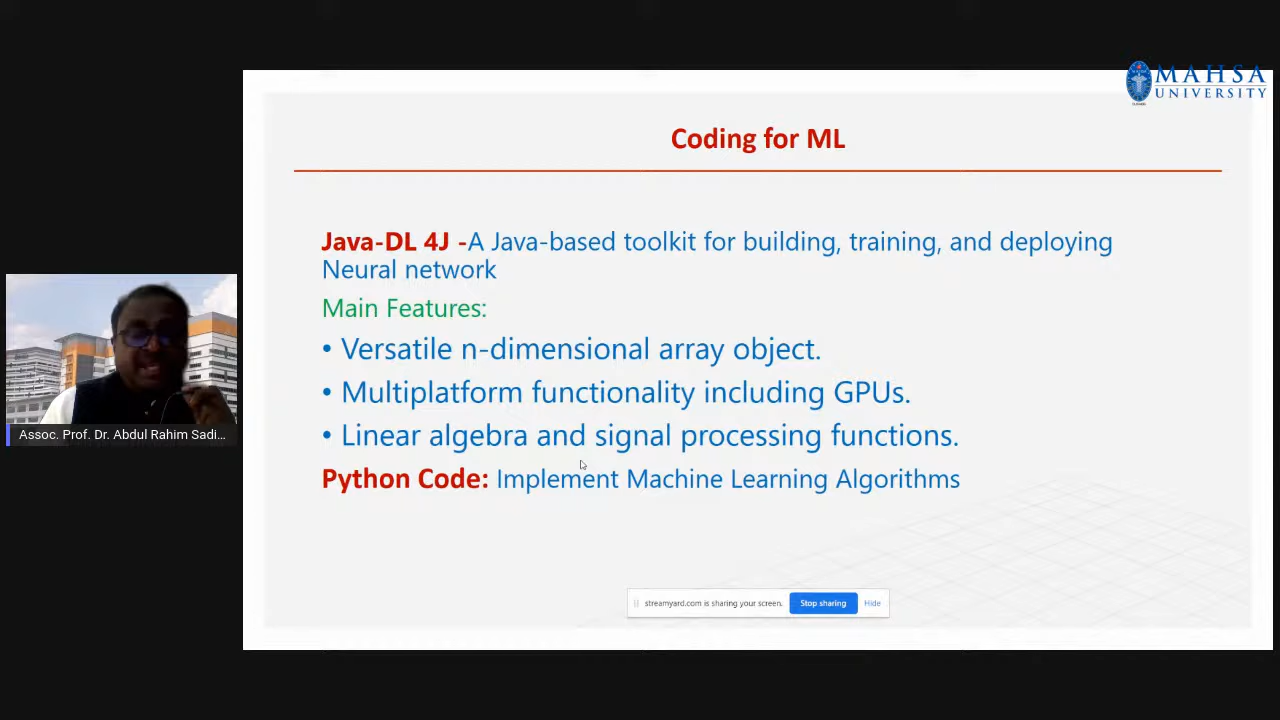 MAHSA
UNIVERSITY
Coding for ML
Java-DL 4J -A Java-based toolkit for building, training, and deploying
Neural network
Main Features:
• Versatile n-dimensional array object.
• Multiplatform functionality including GPUs.
• Linear algebra and signal processing functions.
Python Code: Implement Machine Learning Algorithms
Assoc. Prof. Dr. Abdul Rahim Sadi...
streamyard.com is sharing your screen. Stop sharing Hide